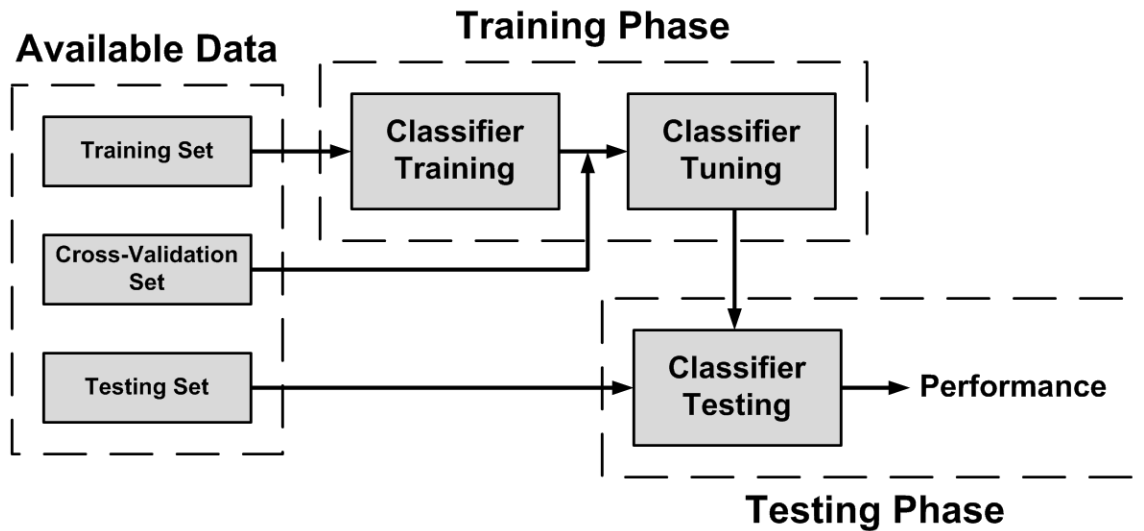 Training Phase
Available Data
Training Set
Classifier
Training
Classifier
Tuning
Cross-Validation
Set
Testing Set
Classifier
Testing
Performance
Testing Phase